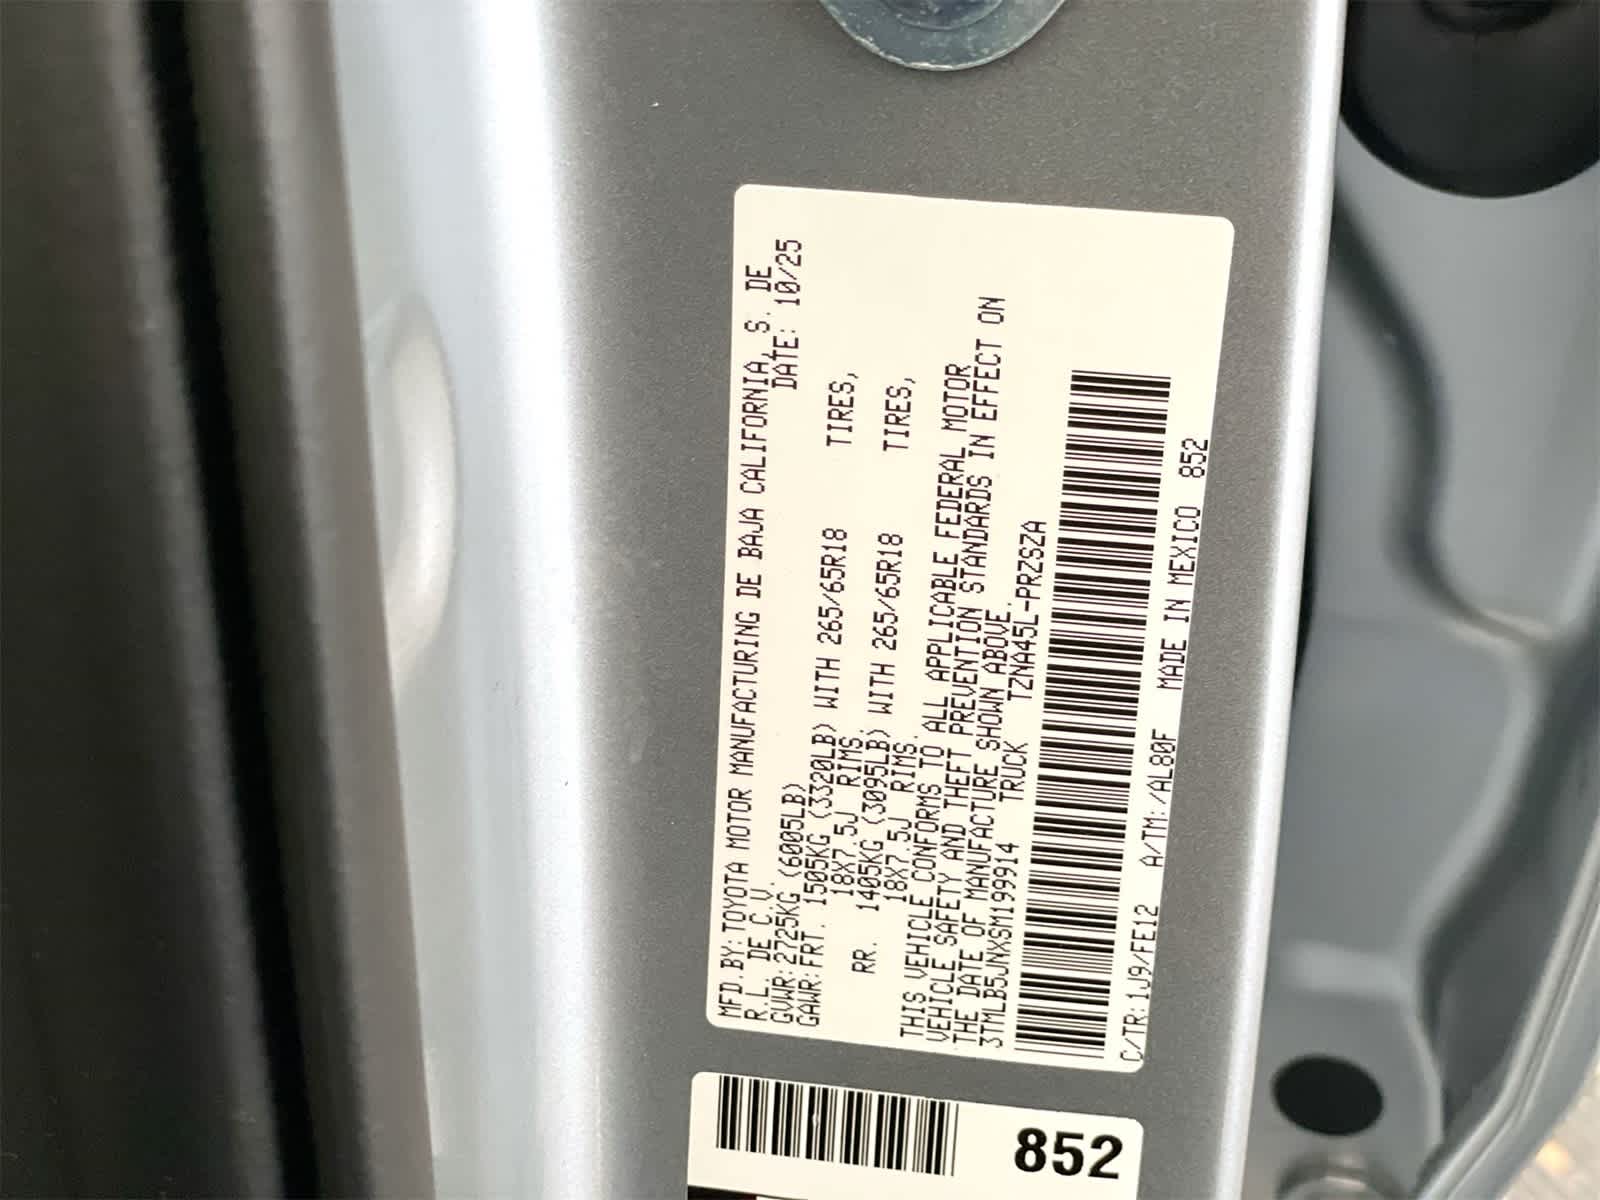 MFD.BY:TOYOTA MOTOR MANUFACTURING DE BAJA CALIFORNIA, S. DE
R.L. DE C.V. DATE: 10/25
GVWR:2725KG (6005LB)
GAWR:FRT. 1505KG (3320LB) WITH 265/65R18 TIRES,
18X7.5J RIMS.
RR. 1405KG (3095LB) WITH 265/65R18 TIRES,
18X7.5J RIMS.
THIS VEHICLE CONFORMS TO ALL APPLICABLE FEDERAL MOTOR
VEHICLE SAFETY AND THEFT PREVENTION STANDARDS IN EFFECT ON
THE DATE OF MANUFACTURE SHOWN ABOVE.
3TMLB5JNXSM199914 TRUCK TZNA45L-PRZSZA
C/TR:1J9/FE12 A/TM:/AL80F MADE IN MEXICO 852
852